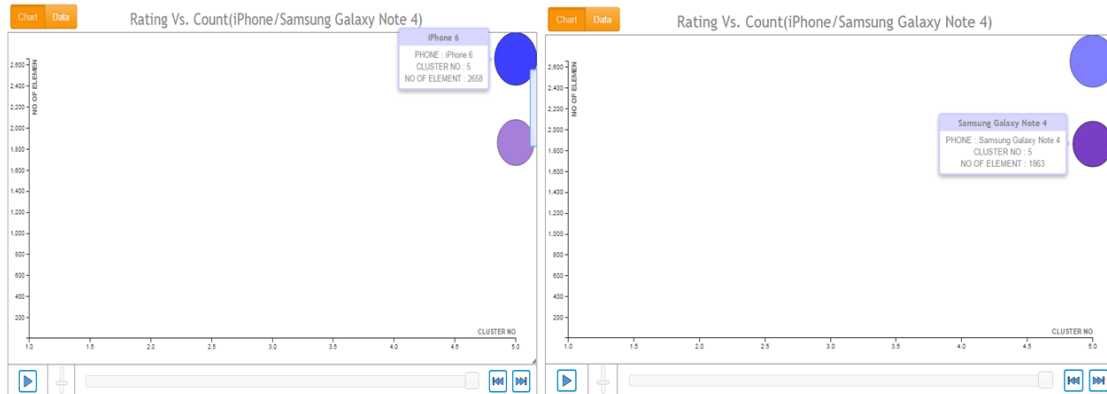 Chart Data
Rating Vs. Count(iPhone/Samsung Galaxy Note 4)
iPhone 6
PHONE : iPhone 6
CLUSTER NO : 5
NO OF ELEMENT : 2658
NO OF ELEMEN
2,600
2,400
2,200
2,000
1,800
1,600
1,400
1,200
1,000
800
600
400
200
CLUSTER NO
1.0 1.5 2.0 2.5 3.0 3.5 4.0 4.5 5.0
Chart Data
Rating Vs. Count(iPhone/Samsung Galaxy Note 4)
NO OF ELEMEN
2,600
2,400
2,200
2,000
1,800
1,600
1,400
1,200
1,000
800
600
400
200
Samsung Galaxy Note 4
PHONE : Samsung Galaxy Note 4
CLUSTER NO : 5
NO OF ELEMENT : 1863
CLUSTER NO
1.0 1.5 2.0 2.5 3.0 3.5 4.0 4.5 5.0